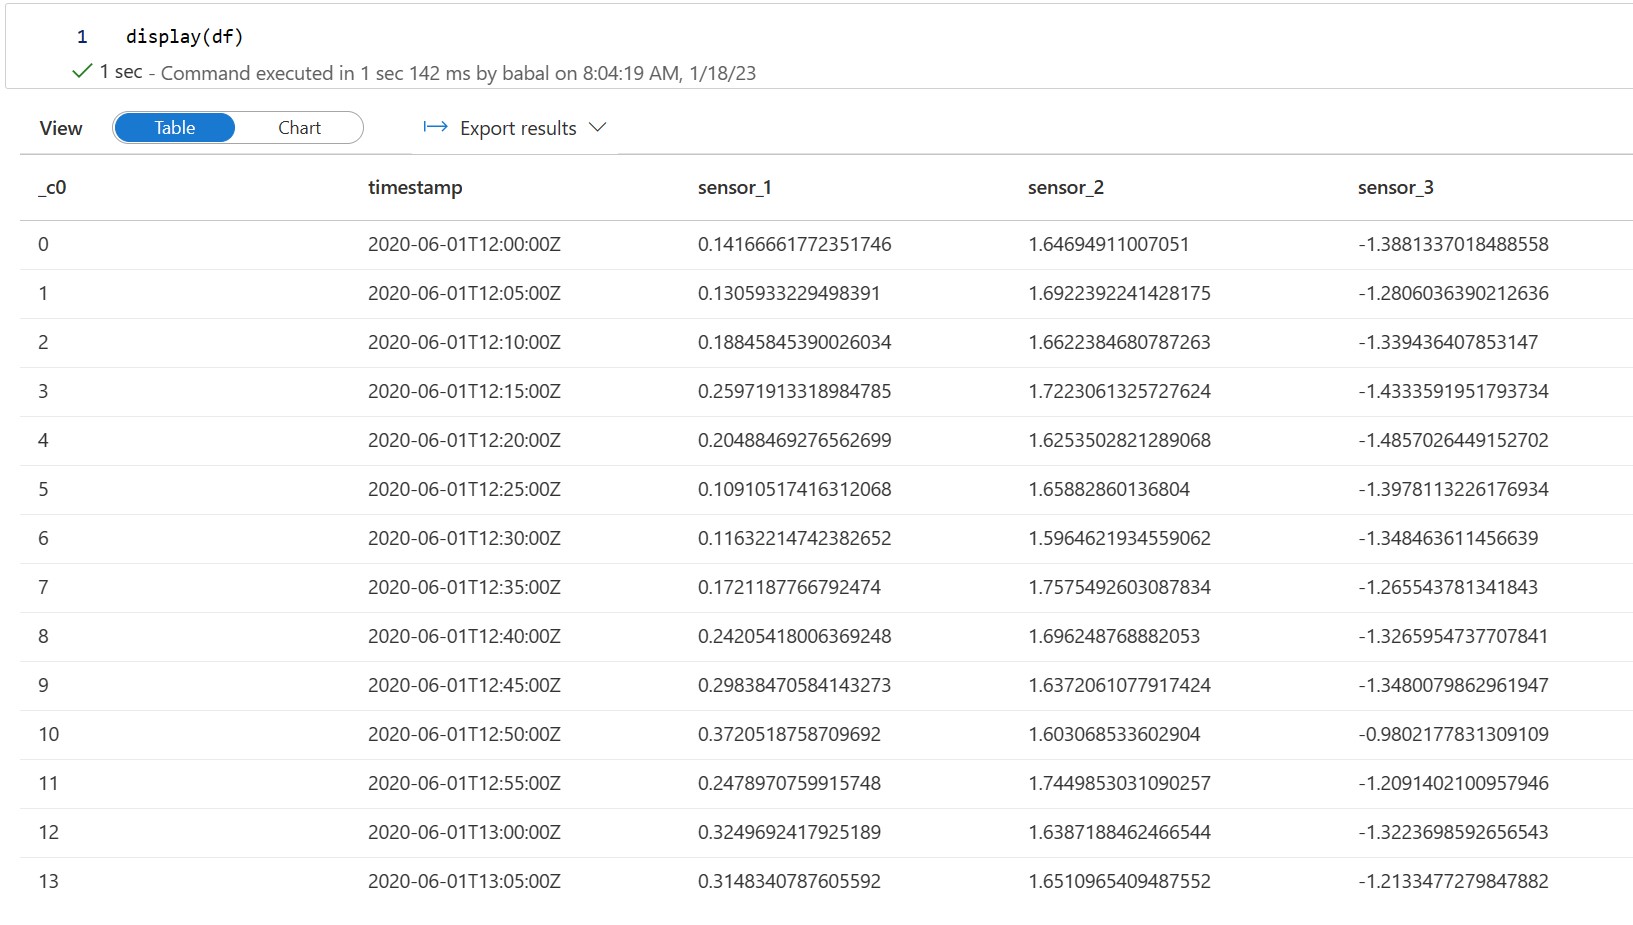 1 display(df)
1 sec - Command executed in 1 sec 142 ms by babal on 8:04:19 AM, 1/18/23
View Table Chart Export results
_c0 timestamp sensor_1 sensor_2 sensor_3
0 2020-06-01T12:00:00Z 0.14166661772351746 1.64694911007051 -1.3881337018488558
1 2020-06-01T12:05:00Z 0.1305933229498391 1.6922392241428175 -1.2806036390212636
2 2020-06-01T12:10:00Z 0.18845845390026034 1.6622384680787263 -1.339436407853147
3 2020-06-01T12:15:00Z 0.25971913318984785 1.7223061325727624 -1.4333591951793734
4 2020-06-01T12:20:00Z 0.20488469276562699 1.6253502821289068 -1.4857026449152702
5 2020-06-01T12:25:00Z 0.10910517416312068 1.65882860136804 -1.3978113226176934
6 2020-06-01T12:30:00Z 0.11632214742382652 1.5964621934559062 -1.348463611456639
7 2020-06-01T12:35:00Z 0.1721187766792474 1.7575492603087834 -1.265543781341843
8 2020-06-01T12:40:00Z 0.24205418006369248 1.696248768882053 -1.3265954737707841
9 2020-06-01T12:45:00Z 0.29838470584143273 1.6372061077917424 -1.3480079862961947
10 2020-06-01T12:50:00Z 0.3720518758709692 1.603068533602904 -0.9802177831309109
11 2020-06-01T12:55:00Z 0.2478970759915748 1.7449853031090257 -1.2091402100957946
12 2020-06-01T13:00:00Z 0.3249692417925189 1.6387188462466544 -1.3223698592656543
13 2020-06-01T13:05:00Z 0.3148340787605592 1.6510965409487552 -1.2133477279847882